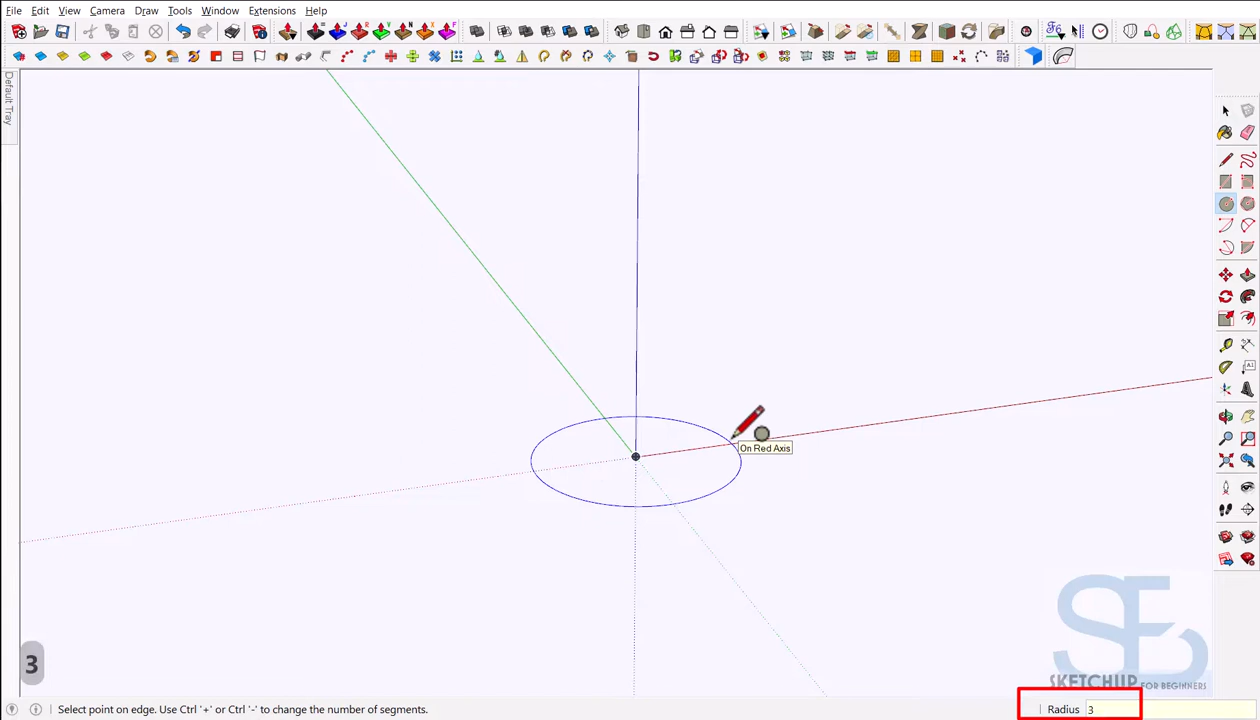 File Edit View Camera Draw Tools Window Extensions Help
Default Tray
On Red Axis
3
SKETCHUP FOR BEGINNERS
Select point on edge. Use Ctrl '+' or Ctrl '-' to change the number of segments.
Radius 3